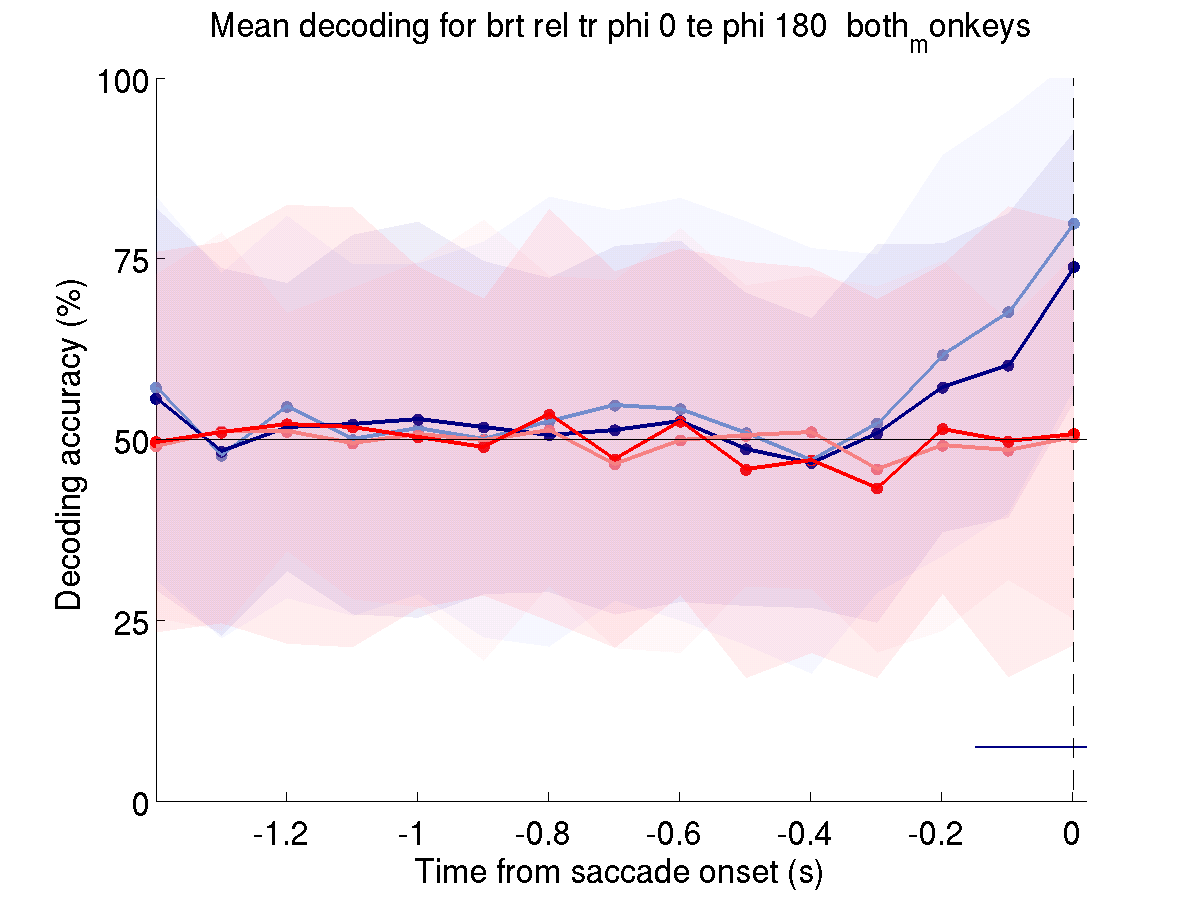 Mean decoding for brt rel tr phi 0 te phi 180 both_monkeys
100
75
50
25
0
Decoding accuracy (%)
-1.2 -1 -0.8 -0.6 -0.4 -0.2 0
Time from saccade onset (s)